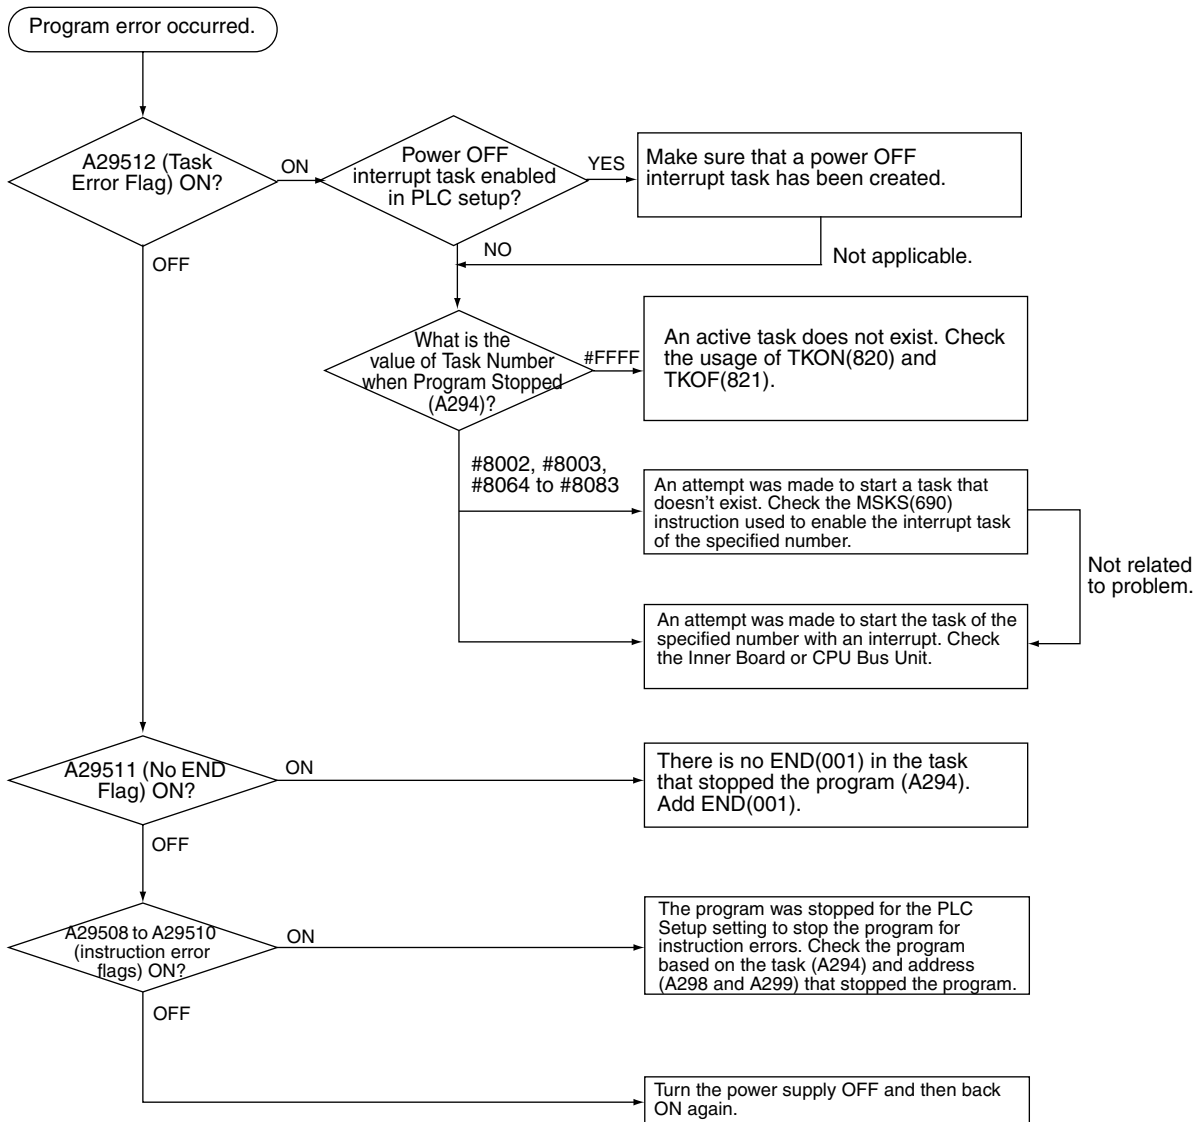 Program error occurred.
A29512 (Task
Error Flag) ON?
ON
OFF
Power OFF
interrupt task enabled
in PLC setup?
YES
NO
Make sure that a power OFF
interrupt task has been created.
Not applicable.
What is the
value of Task Number
when Program Stopped
(A294)?
#FFFF
An active task does not exist. Check
the usage of TKON(820) and
TKOF(821).
#8002, #8003,
#8064 to #8083
An attempt was made to start a task that
doesn't exist. Check the MSKS(690)
instruction used to enable the interrupt task
of the specified number.
Not related
to problem.
An attempt was made to start the task of the
specified number with an interrupt. Check
the Inner Board or CPU Bus Unit.
A29511 (No END
Flag) ON?
ON
OFF
There is no END(001) in the task
that stopped the program (A294).
Add END(001).
A29508 to A29510
(instruction error
flags) ON?
ON
OFF
The program was stopped for the PLC
Setup setting to stop the program for
instruction errors. Check the program
based on the task (A294) and address
(A298 and A299) that stopped the program.
Turn the power supply OFF and then back
ON again.